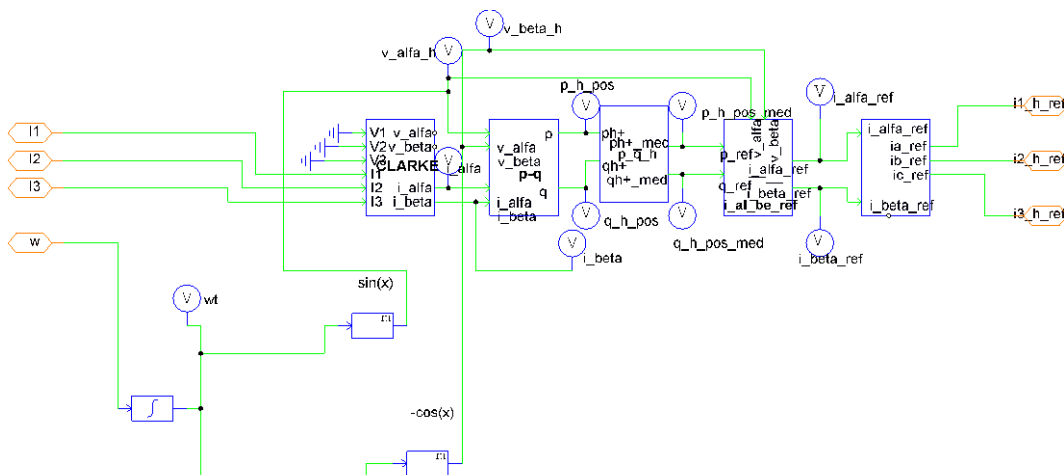 V
v_beta_h
v_alfa_h
V
p_h_pos
V
V
V
i_alfa_ref
p_h_pos_med
I1
I2
I3
V1
V2
V3
I1
I2
I3
v_alfa
v_beta
CLARKE
i_alfa
i_beta
V
i_alfa
p
v_alfa
v_beta
p-q
q
i_alfa
i_beta
ph+
ph+_med
p_q_h
qh+
qh+_med
v_alfa
v_beta
p_ref
i_alfa_ref
q_ref
i_beta_ref
i_al_be_ref
i_alfa_ref
ia_ref
ib_ref
ic_ref
i_beta_ref
i1_h_ref
i2_h_ref
i3_h_ref
V
q_h_pos
V
q_h_pos_med
V
i_beta
V
i_beta_ref
w
V
wt
sin(x)
m
∫
-cos(x)
m